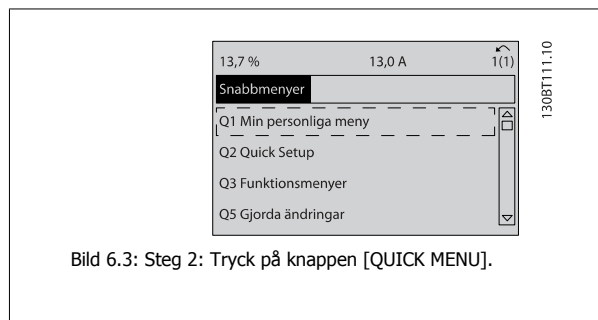 13,7 % 13,0 A 1(1)
Snabbmenyer
Q1 Min personliga meny
Q2 Quick Setup
Q3 Funktionsmenyer
Q5 Gjorda ändringar
130BT111.10
Bild 6.3: Steg 2: Tryck på knappen [QUICK MENU].